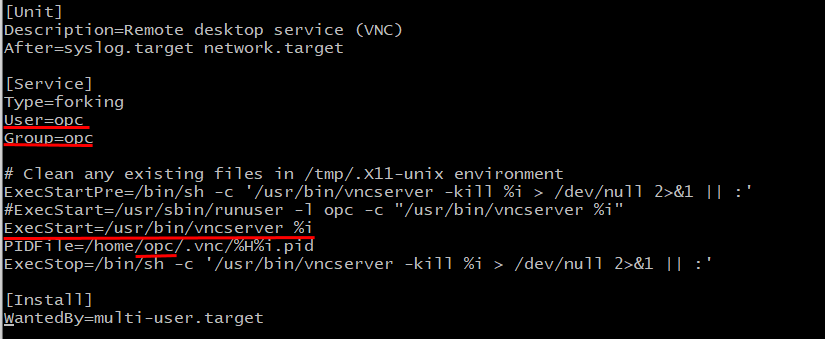 [Unit]
Description=Remote desktop service (VNC)
After=syslog.target network.target
[Service]
Type=forking
User=opc
Group=opc
# Clean any existing files in /tmp/.X11-unix environment
ExecStartPre=/bin/sh -c '/usr/bin/vncserver -kill %i > /dev/null 2>&1 || :'
#ExecStart=/usr/sbin/runuser -l opc -c "/usr/bin/vncserver %i"
ExecStart=/usr/bin/vncserver %i
PIDFile=/home/opc/.vnc/%H%i.pid
ExecStop=/bin/sh -c '/usr/bin/vncserver -kill %i > /dev/null 2>&1 || :'
[Install]
WantedBy=multi-user.target